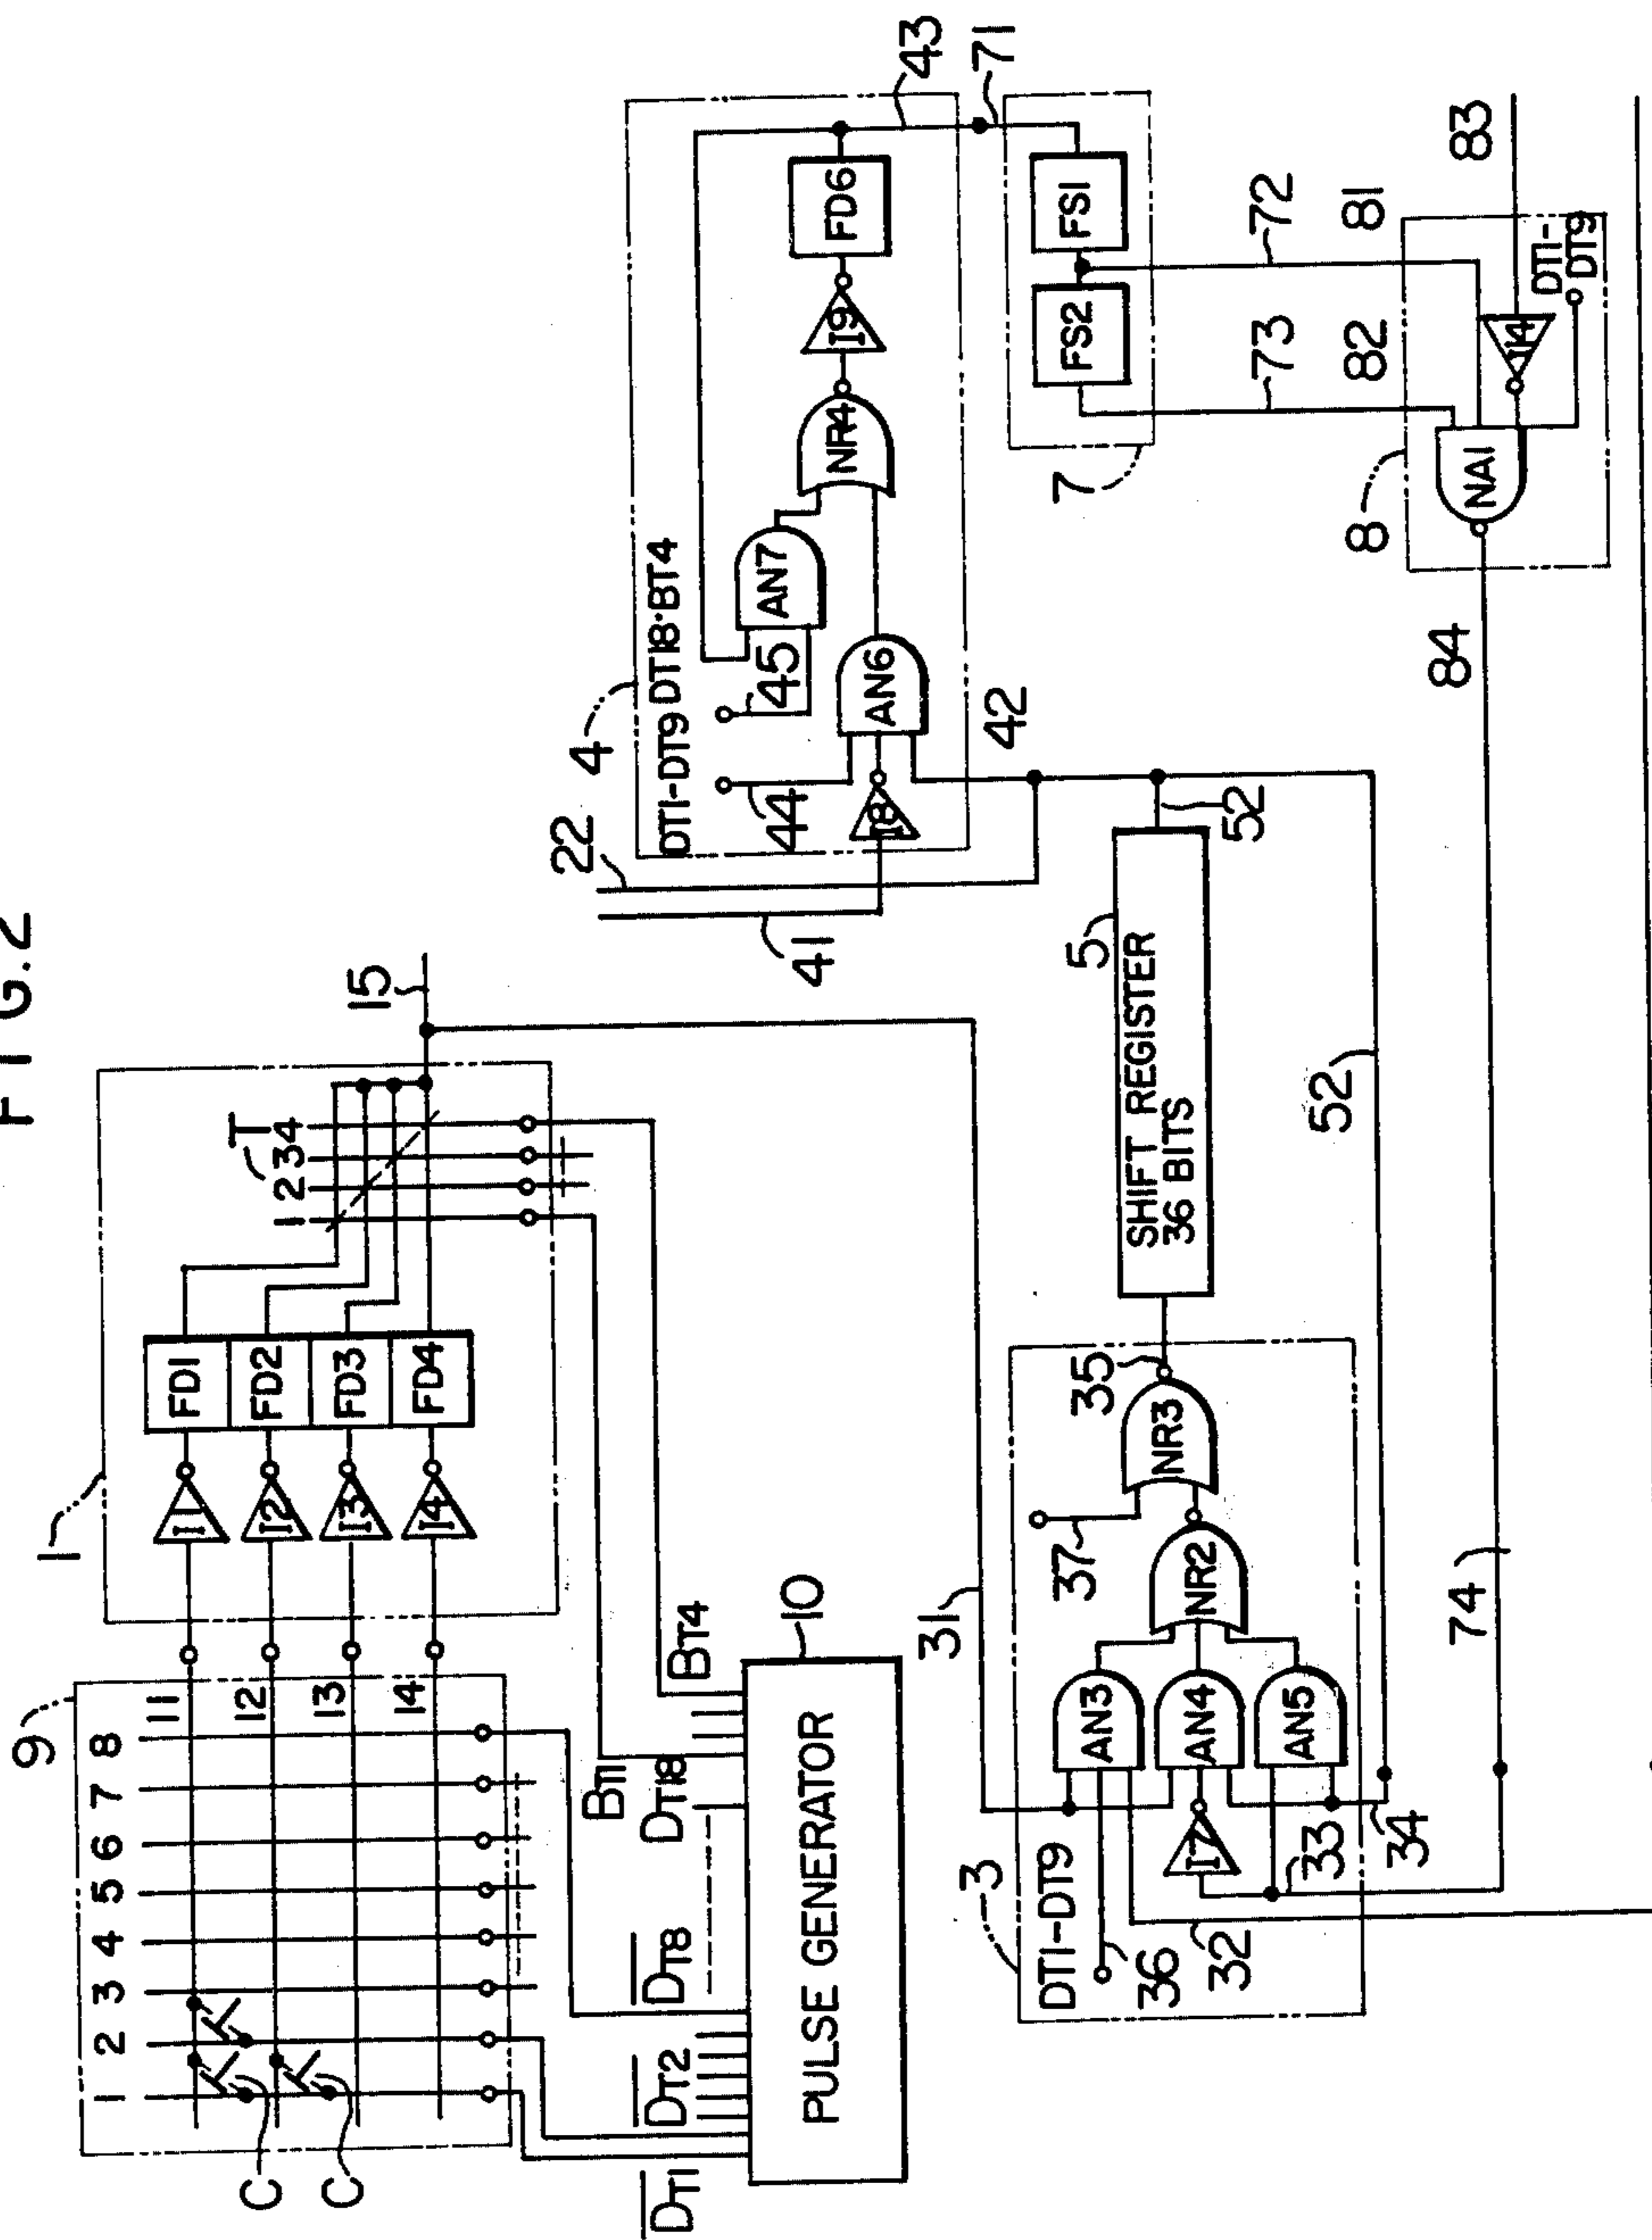 FIG.2
9
1 2 3 4 5 6 7 8
11
12
13
14
C
C
1
I1
I2
I3
I4
FD1
FD2
FD3
FD4
T
1 2 3 4
15
D̅T1
D̅T2
D̅T8
DT18
BT1
BT4
PULSE GENERATOR
10
22
41
4
DT1-DT9
DT18·BT4
44
45
I8
AN6
AN7
NR4
I9
FD6
43
42
71
31
3
DT1-DT9
36
32
33
34
I7
AN3
AN4
AN5
NR2
37
NR3
35
5
SHIFT REGISTER
36 BITS
52
52
7
FS2
FS1
73
72
82
81
8
NA1
I14
DT1-
DT9
83
84
74